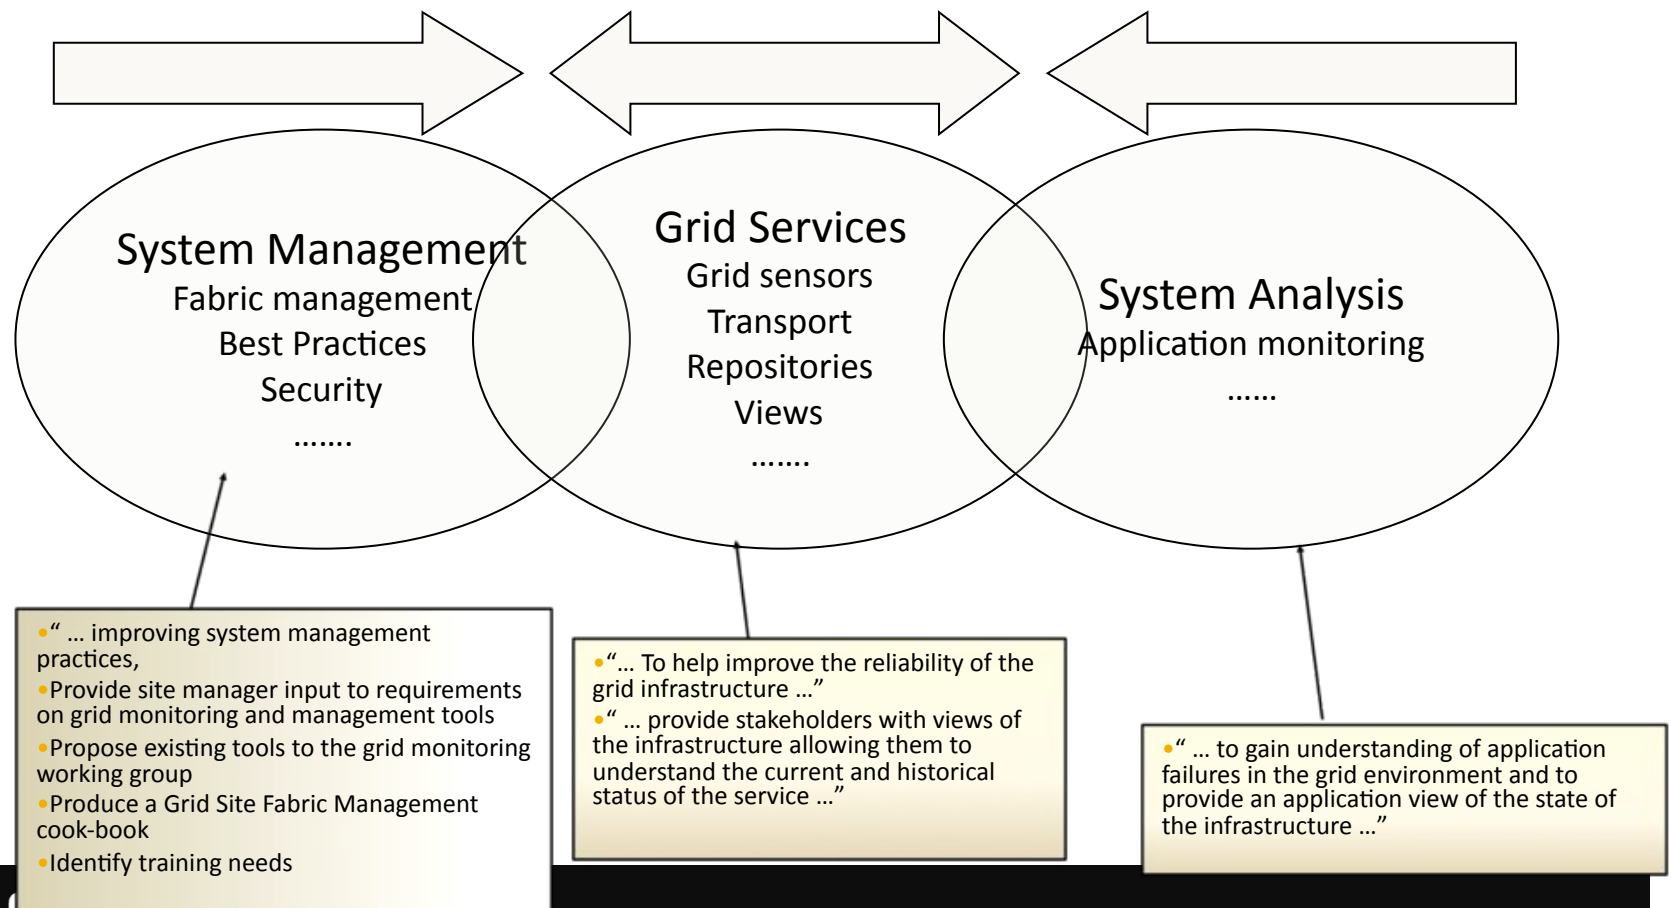 System Management
Fabric management
Best Practices
Security
…….
Grid Services
Grid sensors
Transport
Repositories
Views
…….
System Analysis
Application monitoring
……
•“ … improving system management
practices,
•Provide site manager input to requirements
on grid monitoring and management tools
•Propose existing tools to the grid monitoring
working group
•Produce a Grid Site Fabric Management
cook-book
•Identify training needs
•“… To help improve the reliability of the
grid infrastructure …”
•“ … provide stakeholders with views of
the infrastructure allowing them to
understand the current and historical
status of the service …”
•“ … to gain understanding of application
failures in the grid environment and to
provide an application view of the state of
the infrastructure …”